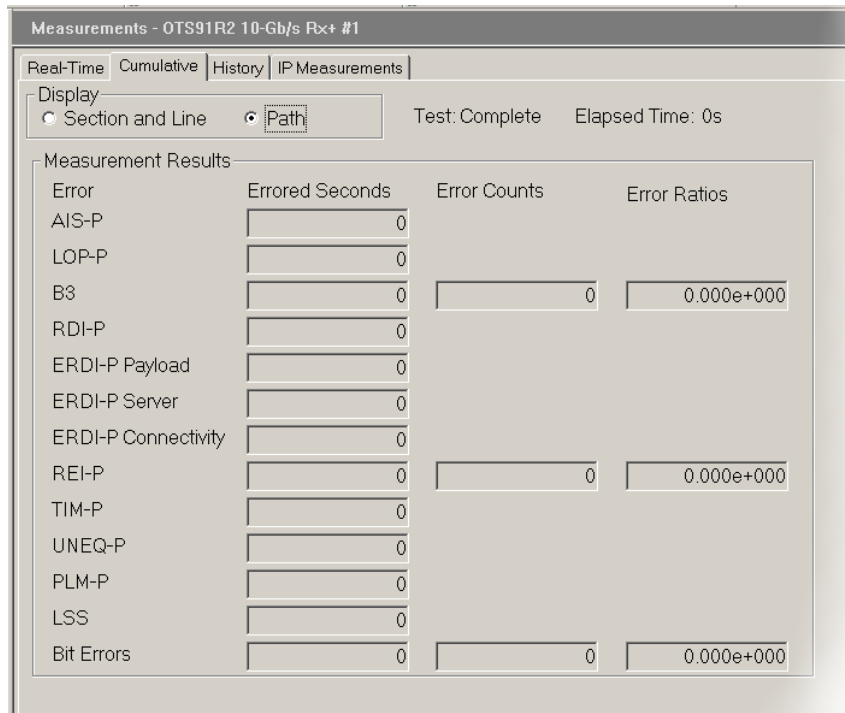 Measurements - OTS91R2 10-Gb/s Rx+ #1
Real-Time Cumulative History IP Measurements
Display
Section and Line Path Test: Complete Elapsed Time: 0s
Measurement Results
Error Errored Seconds Error Counts Error Ratios
AIS-P 0
LOP-P 0
B3 0 0 0.000e+000
RDI-P 0
ERDI-P Payload 0
ERDI-P Server 0
ERDI-P Connectivity 0
REI-P 0 0 0.000e+000
TIM-P 0
UNEQ-P 0
PLM-P 0
LSS 0
Bit Errors 0 0 0.000e+000